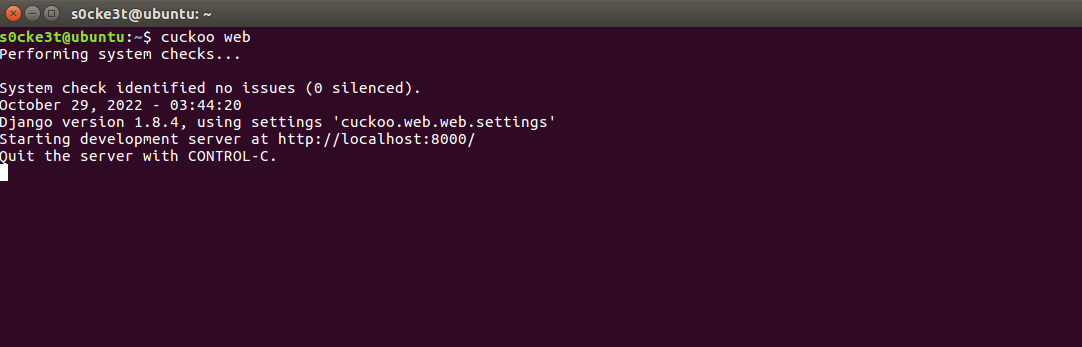 s0cke3t@ubuntu: ~
s0cke3t@ubuntu:~$ cuckoo web
Performing system checks...
System check identified no issues (0 silenced).
October 29, 2022 - 03:44:20
Django version 1.8.4, using settings 'cuckoo.web.web.settings'
Starting development server at http://localhost:8000/
Quit the server with CONTROL-C.